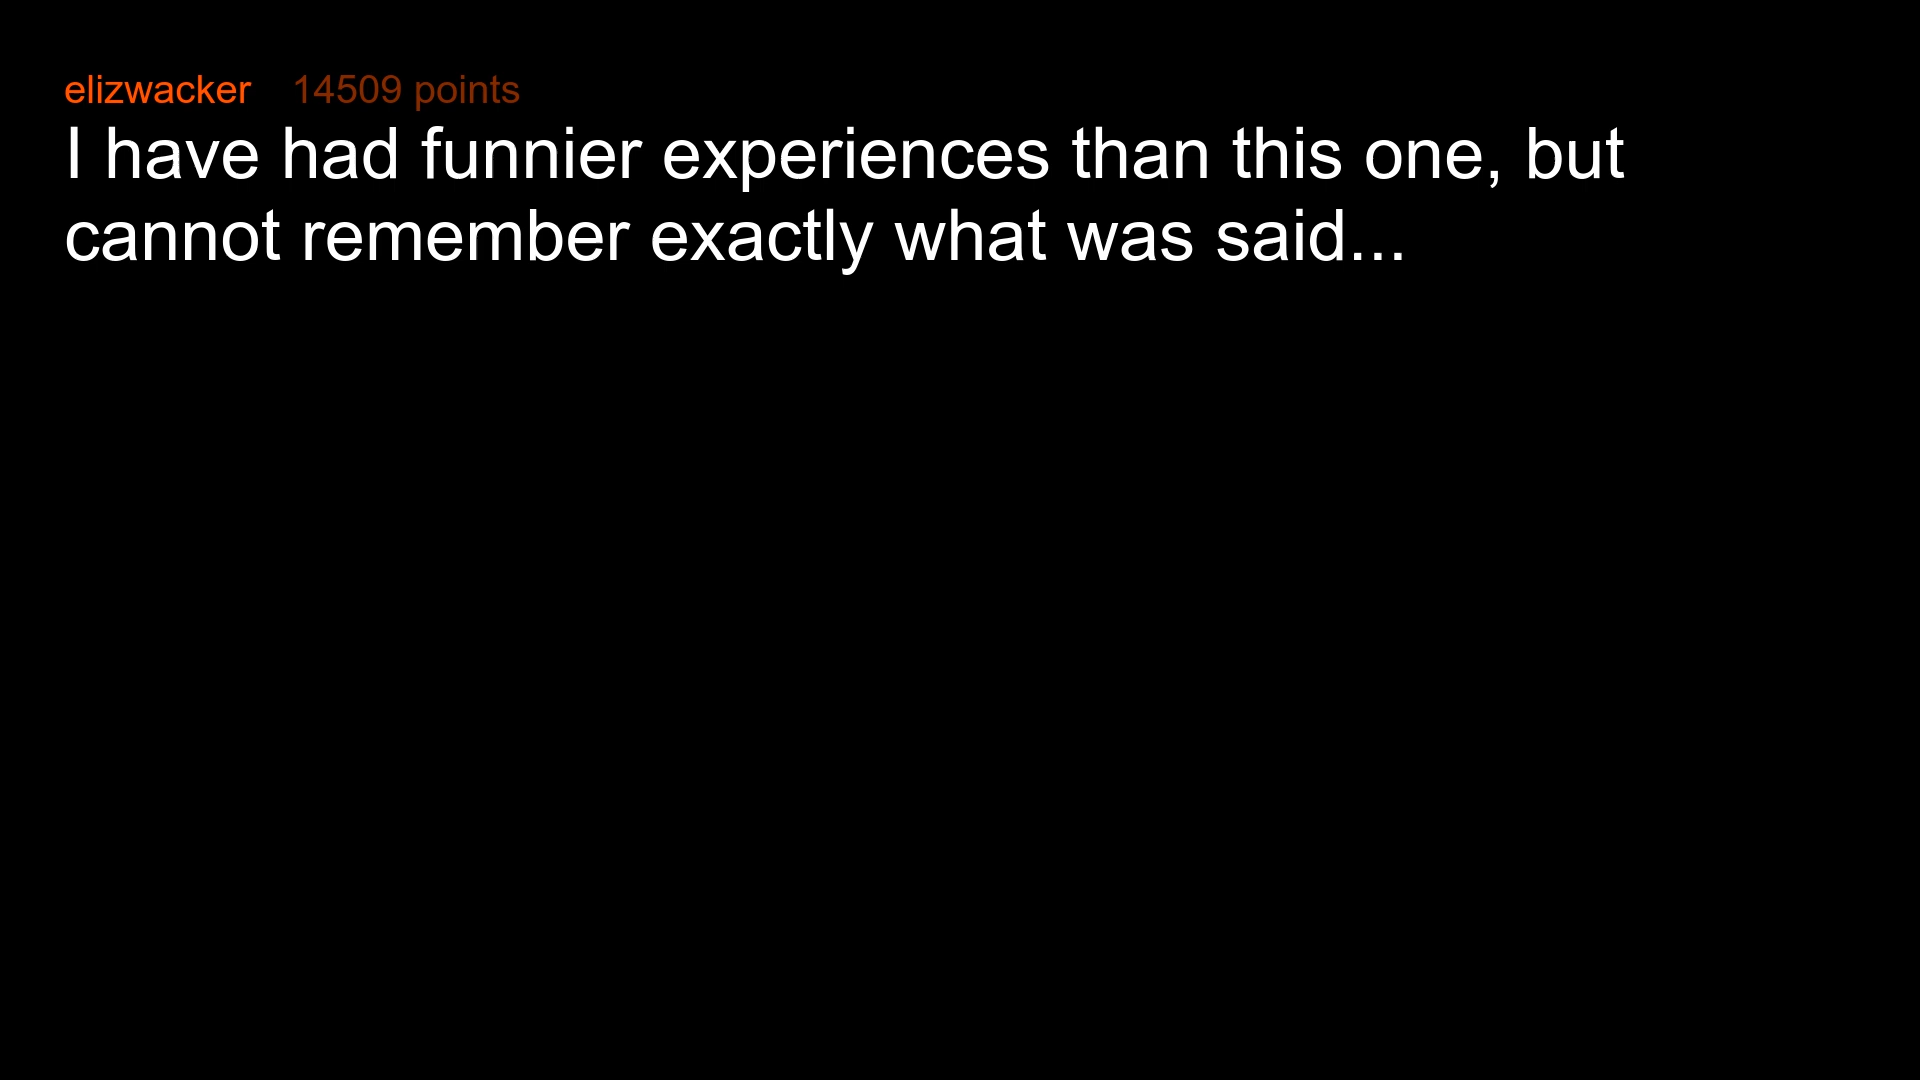 elizwacker 14509 points
I have had funnier experiences than this one, but
cannot remember exactly what was said...